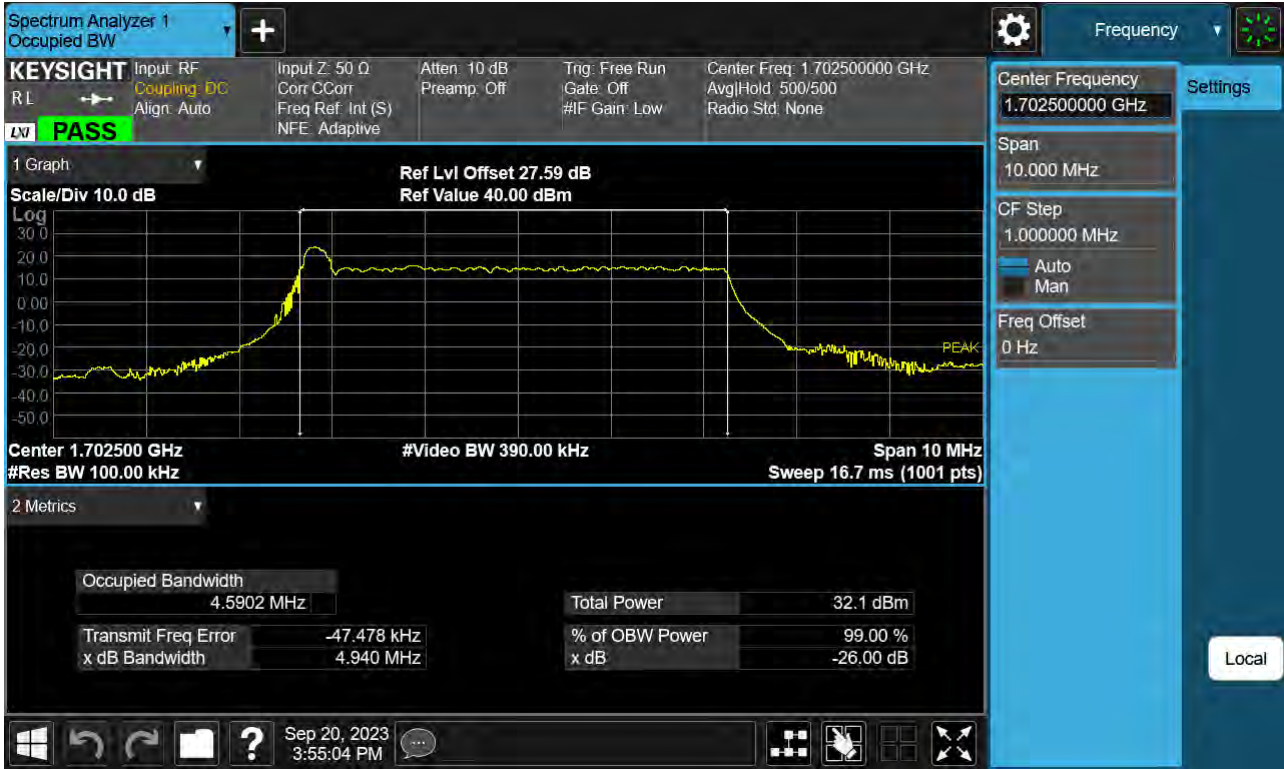 Spectrum Analyzer 1
Occupied BW
Frequency
KEYSIGHT
R L
LXI
PASS
Input: RF
Coupling: DC
Align: Auto
Input Z: 50 Ω
Corr CCorr
Freq Ref: Int (S)
NFE: Adaptive
Atten: 10 dB
Preamp: Off
Trig: Free Run
Gate: Off
#IF Gain: Low
Center Freq: 1.702500000 GHz
Avg|Hold: 500/500
Radio Std: None
Center Frequency
1.702500000 GHz
Settings
Span
10.000 MHz
CF Step
1.000000 MHz
Auto
Man
Freq Offset
0 Hz
1 Graph
Scale/Div 10.0 dB
Ref Lvl Offset 27.59 dB
Ref Value 40.00 dBm
Log
30.0
20.0
10.0
0.00
-10.0
-20.0
-30.0
-40.0
-50.0
PEAK
Center 1.702500 GHz
#Video BW 390.00 kHz
Span 10 MHz
#Res BW 100.00 kHz
Sweep 16.7 ms (1001 pts)
2 Metrics
Occupied Bandwidth
4.5902 MHz
Total Power 32.1 dBm
Transmit Freq Error -47.478 kHz
% of OBW Power 99.00 %
x dB Bandwidth 4.940 MHz
x dB -26.00 dB
Local
?
Sep 20, 2023
3:55:04 PM